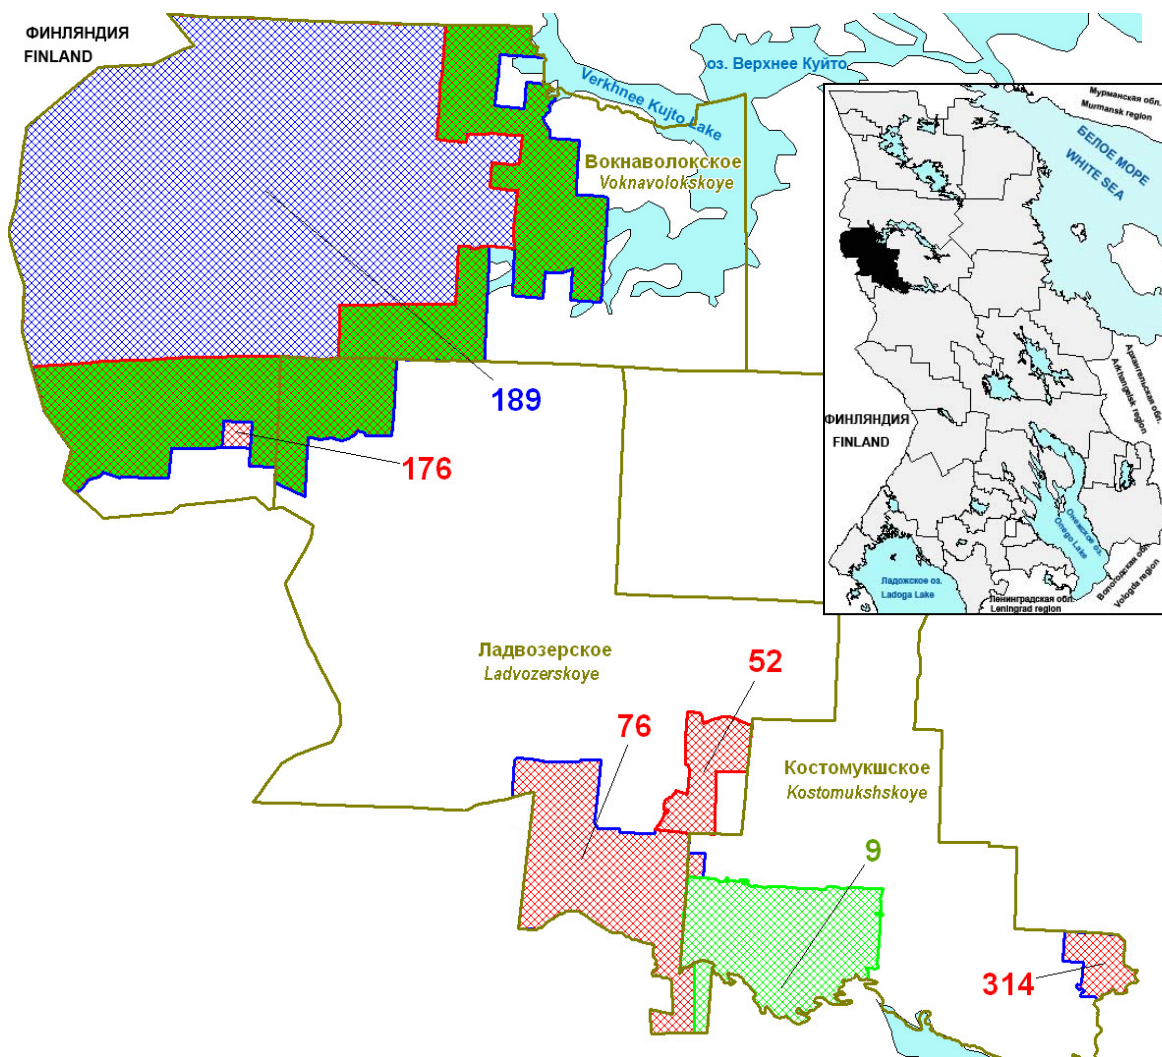 ФИНЛЯНДИЯ
FINLAND
оз. Верхнее Куйто
Verkhnee Kujto Lake
Вокнаволокское
Voknavolokskoye
189
176
Ладвозерское
Ladvozerskoye
52
76
Костомукшское
Kostomukshskoye
9
314
Мурманская обл.
Murmansk region
БЕЛОЕ МОРЕ
WHITE SEA
Архангельская обл.
Arkhangelsk region
ФИНЛЯНДИЯ
FINLAND
Онежское оз.
Onego Lake
Вологодская обл.
Vologda region
Ладожское оз.
Ladoga Lake
Ленинградская обл.
Leningrad region